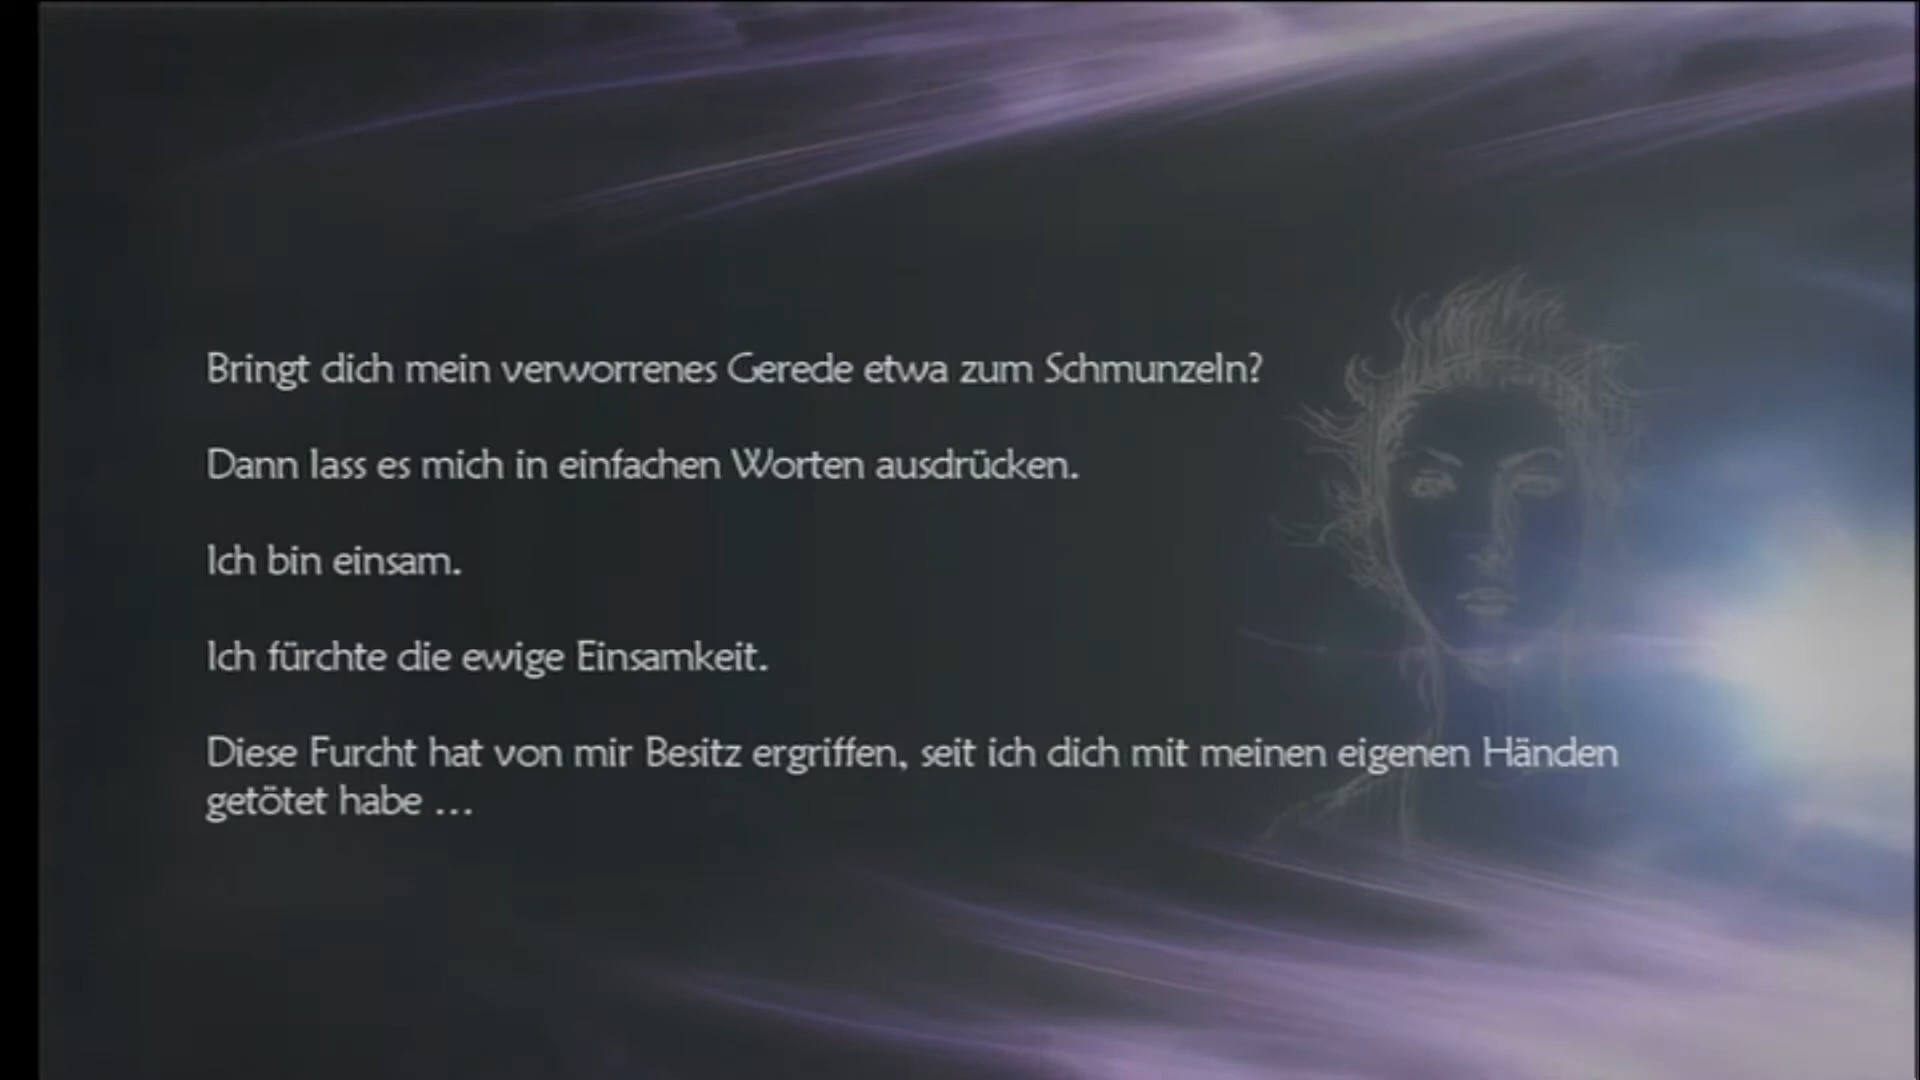 Bringt dich mein verworrenes Gerede etwa zum Schmunzeln?
Dann lass es mich in einfachen Worten ausdrücken.
Ich bin einsam.
Ich fürchte die ewige Einsamkeit.
Diese Furcht hat von mir Besitz ergriffen, seit ich dich mit meinen eigenen Händen
getötet habe ...